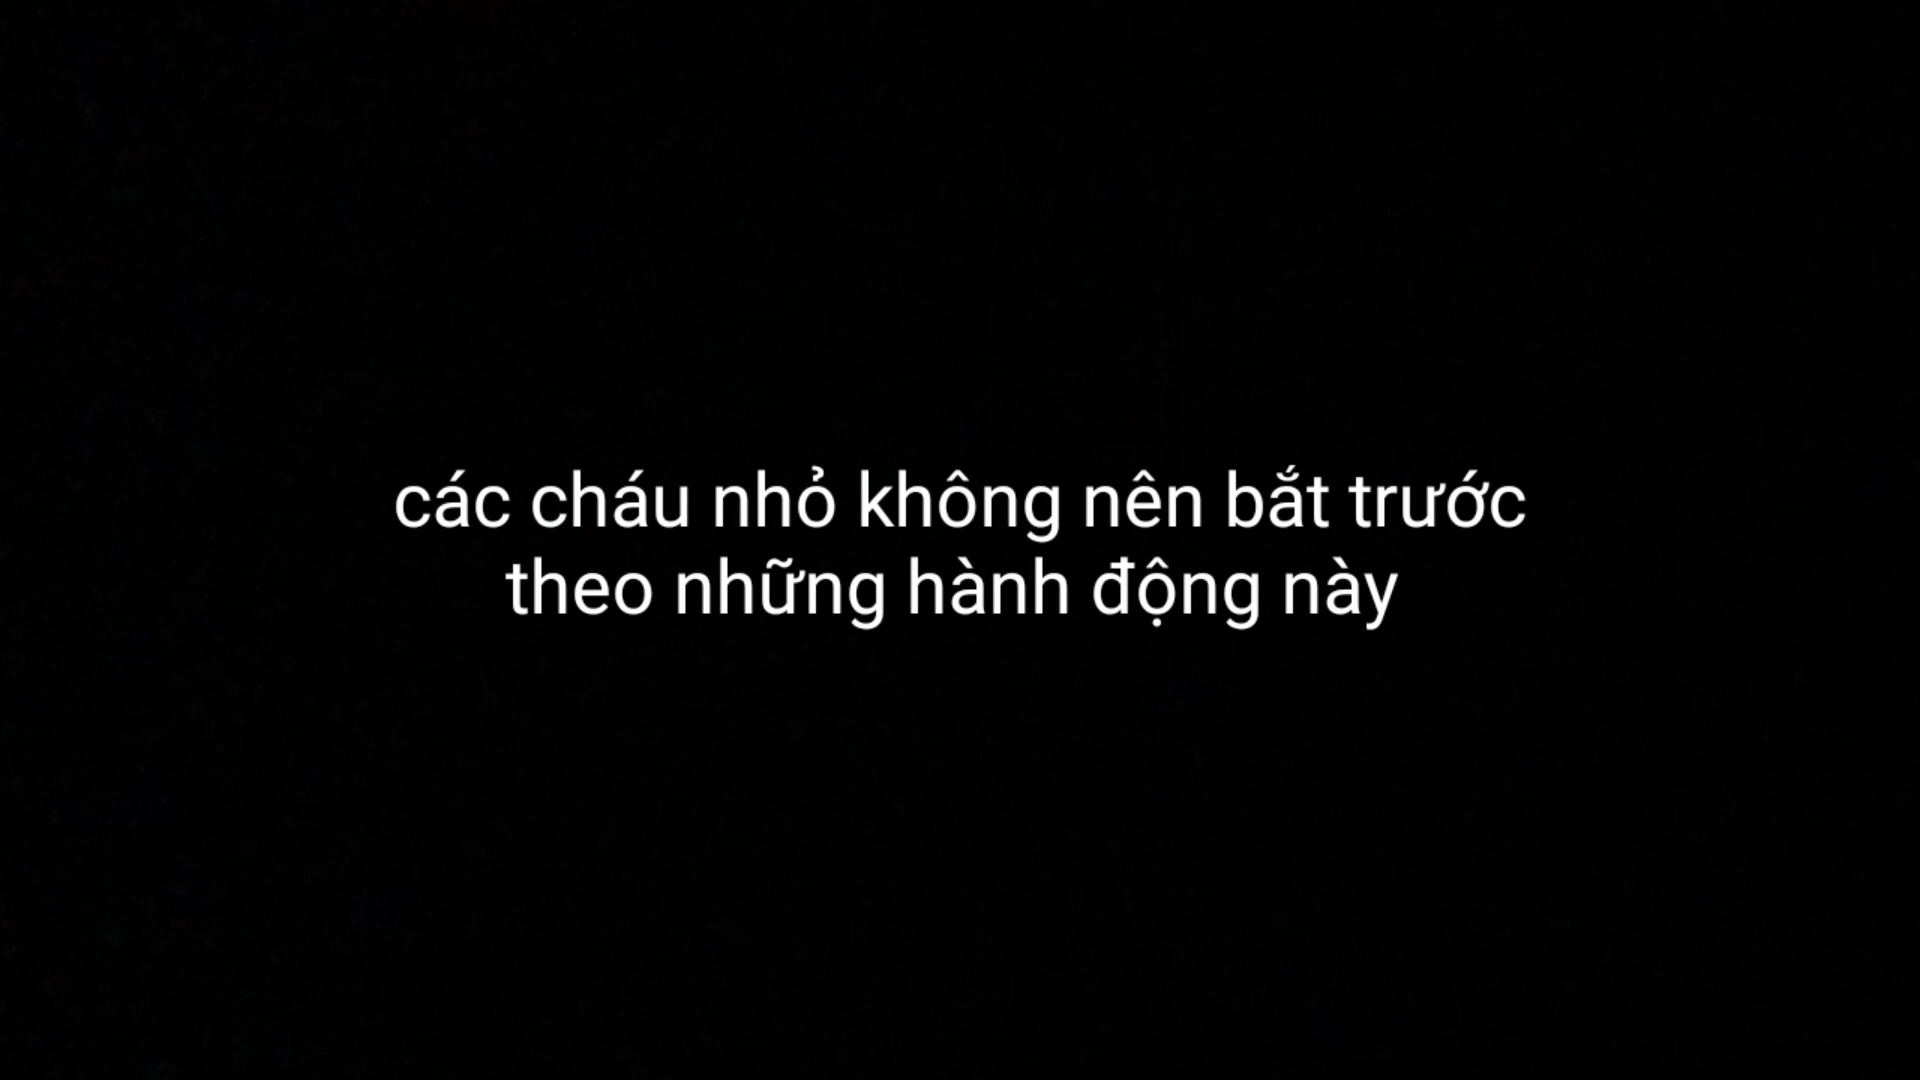 các cháu nhỏ không nên bắt trước
theo những hành động này